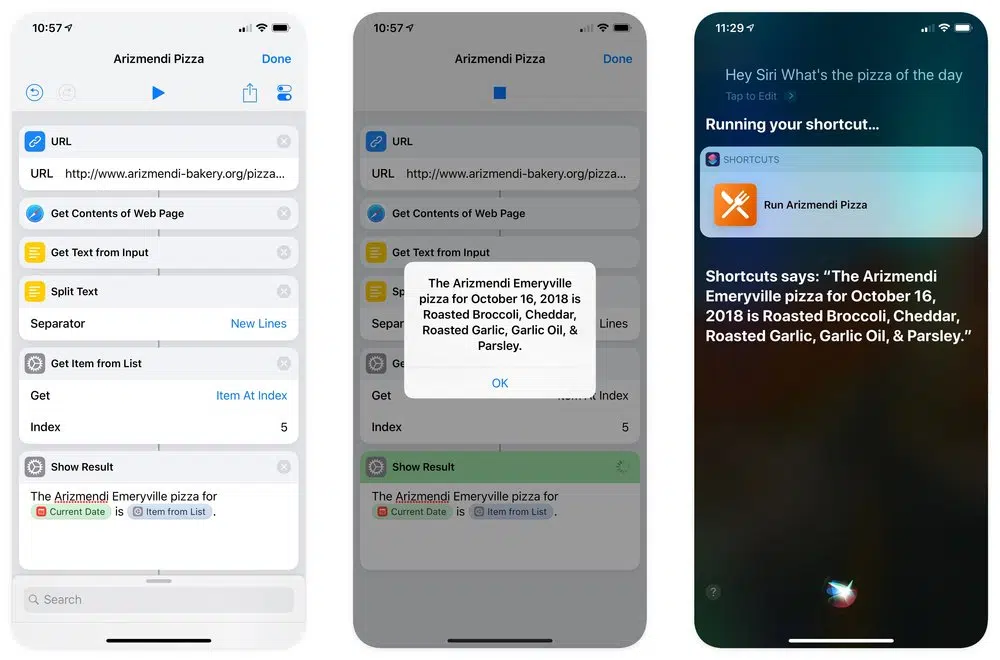 10:57
Arizmendi Pizza
Done
URL
URL http://www.arizmendi-bakery.org/pizza...
Get Contents of Web Page
Get Text from Input
Split Text
Separator New Lines
Get Item from List
Get Item At Index
Index 5
Show Result
The Arizmendi Emeryville pizza for
Current Date is Item from List .
Search
10:57
Arizmendi Pizza
Done
URL
URL http://www.arizmendi-bakery.org/pizza...
Get Contents of Web Page
Get Text from Input
The Arizmendi Emeryville
pizza for October 16, 2018 is
Roasted Broccoli, Cheddar,
Roasted Garlic, Garlic Oil, &
Parsley.
OK
Sp
Separ Lines
Ge
Get Item At Index
Index 5
Show Result
The Arizmendi Emeryville pizza for
Current Date is Item from List .
11:29
Hey Siri What's the pizza of the day
Tap to Edit
Running your shortcut...
SHORTCUTS
Run Arizmendi Pizza
Shortcuts says: “The Arizmendi
Emeryville pizza for October 16,
2018 is Roasted Broccoli, Cheddar,
Roasted Garlic, Garlic Oil, & Parsley.”
?